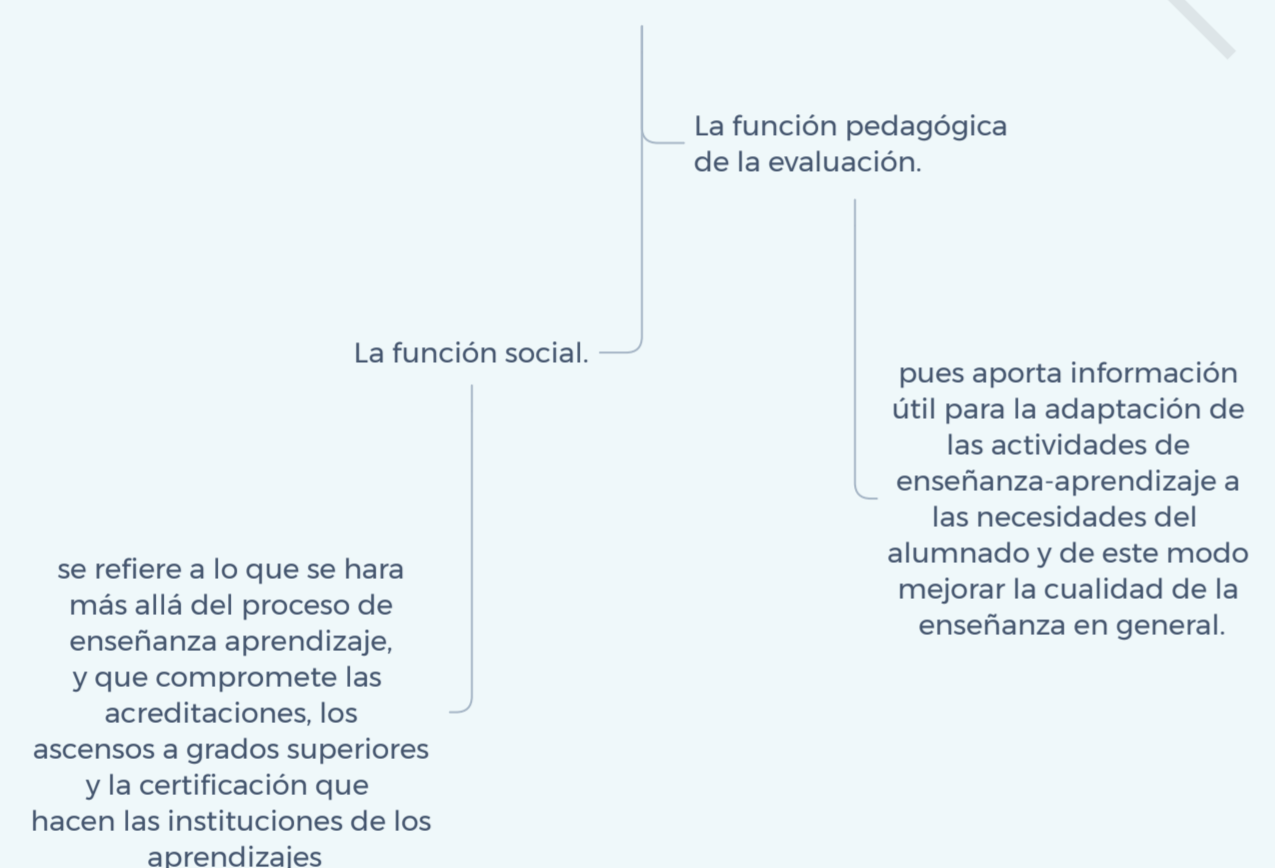 La función pedagógica
de la evaluación.
La función social.
pues aporta información
útil para la adaptación de
las actividades de
enseñanza-aprendizaje a
las necesidades del
alumnado y de este modo
mejorar la cualidad de la
enseñanza en general.
se refiere a lo que se hara
más allá del proceso de
enseñanza aprendizaje,
y que compromete las
acreditaciones, los
ascensos a grados superiores
y la certificación que
hacen las instituciones de los
aprendizajes